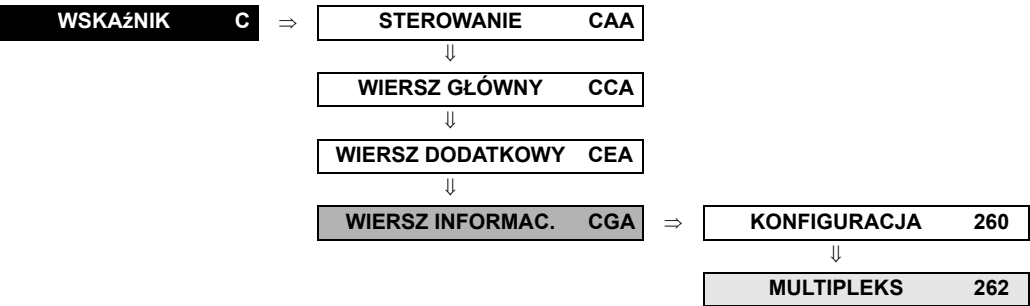 WSKAźNIK C ⇒ STEROWANIE CAA
⇓
WIERSZ GŁÓWNY CCA
⇓
WIERSZ DODATKOWY CEA
⇓
WIERSZ INFORMAC. CGA ⇒ KONFIGURACJA 260
⇓
MULTIPLEKS 262